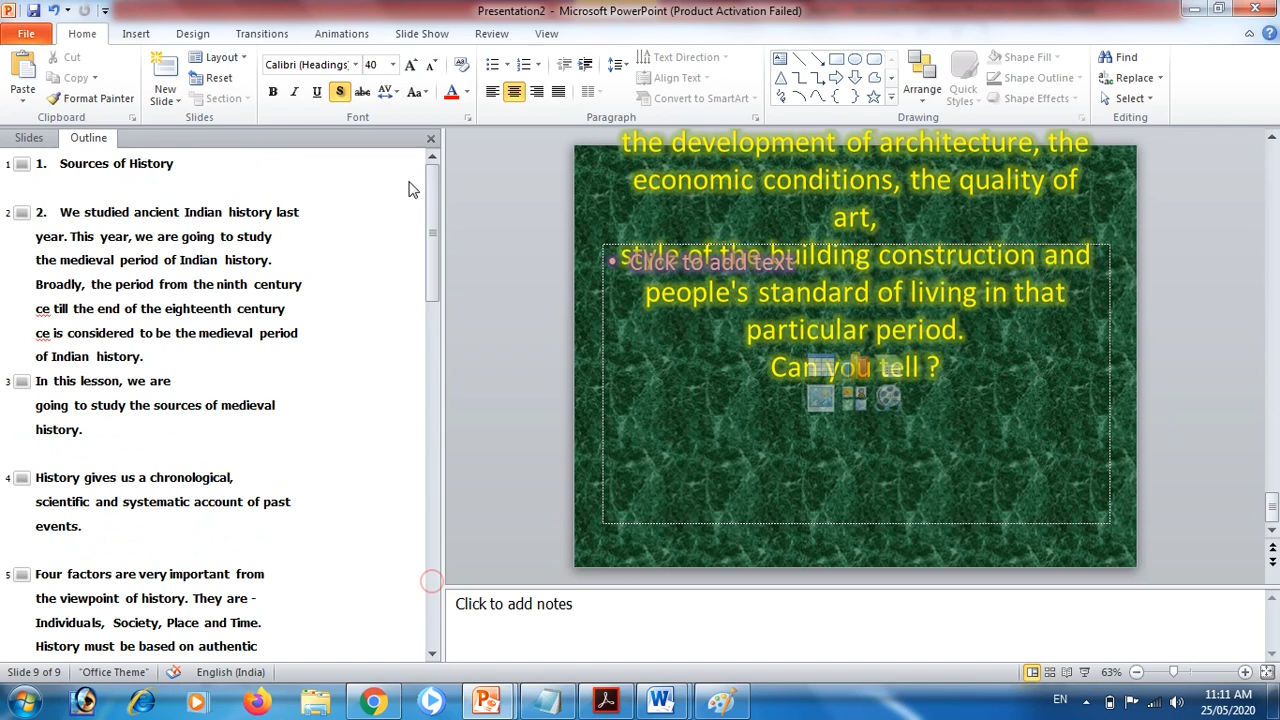 Presentation2 - Microsoft PowerPoint (Product Activation Failed)
File Home Insert Design Transitions Animations Slide Show Review View
Cut
Copy
Format Painter
Paste
Clipboard
New
Slide
Layout
Reset
Section
Slides
Calibri (Headings) 40
B I U S abc AV Aa A
Font
Text Direction
Align Text
Convert to SmartArt
Paragraph
Arrange
Quick
Styles
Shape Fill
Shape Outline
Shape Effects
Drawing
Find
Replace
Select
Editing
Slides Outline
1 1. Sources of History
2 2. We studied ancient Indian history last
year. This year, we are going to study
the medieval period of Indian history.
Broadly, the period from the ninth century
ce till the end of the eighteenth century
ce is considered to be the medieval period
of Indian history.
3 In this lesson, we are
going to study the sources of medieval
history.
4 History gives us a chronological,
scientific and systematic account of past
events.
5 Four factors are very important from
the viewpoint of history. They are -
Individuals, Society, Place and Time.
History must be based on authentic
the development of architecture, the
economic conditions, the quality of
art,
style of the building construction and
• Click to add text
people's standard of living in that
particular period.
Can you tell ?
Click to add notes
Slide 9 of 9 "Office Theme" English (India) 63%
EN 11:11 AM
25/05/2020